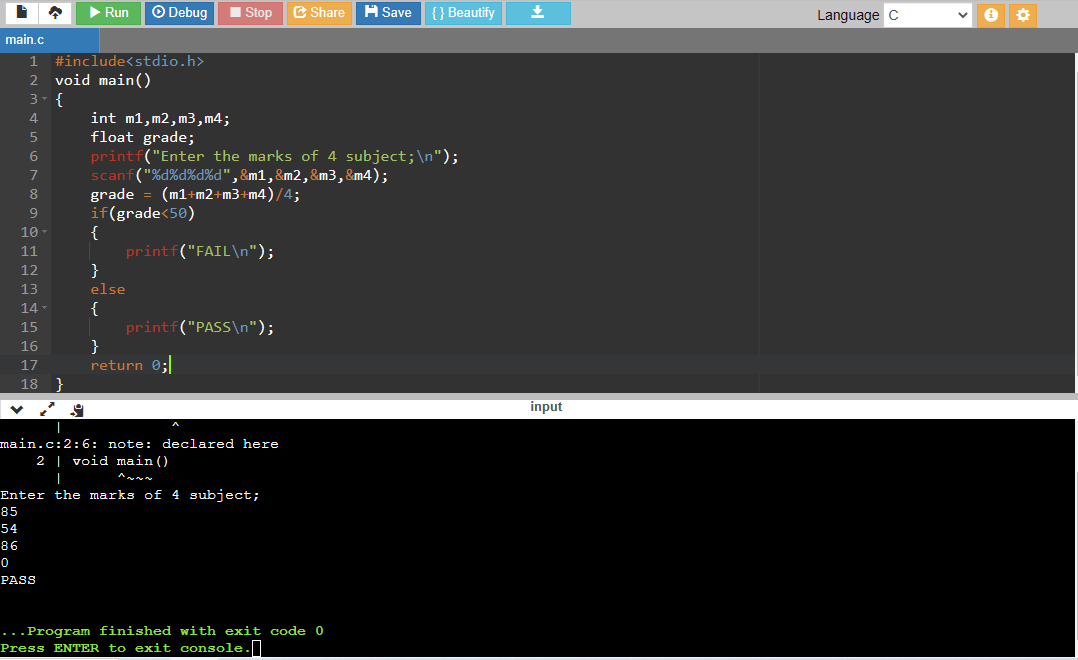 Run Debug Stop Share Save { } Beautify Language C
main.c
1 #include<stdio.h>
2 void main()
3 {
4 int m1,m2,m3,m4;
5 float grade;
6 printf("Enter the marks of 4 subject;\n");
7 scanf("%d%d%d%d",&m1,&m2,&m3,&m4);
8 grade = (m1+m2+m3+m4)/4;
9 if(grade<50)
10 {
11 printf("FAIL\n");
12 }
13 else
14 {
15 printf("PASS\n");
16 }
17 return 0;
18 }
input
| ^
main.c:2:6: note: declared here
2 | void main()
| ^~~~
Enter the marks of 4 subject;
85
54
86
0
PASS
...Program finished with exit code 0
Press ENTER to exit console.